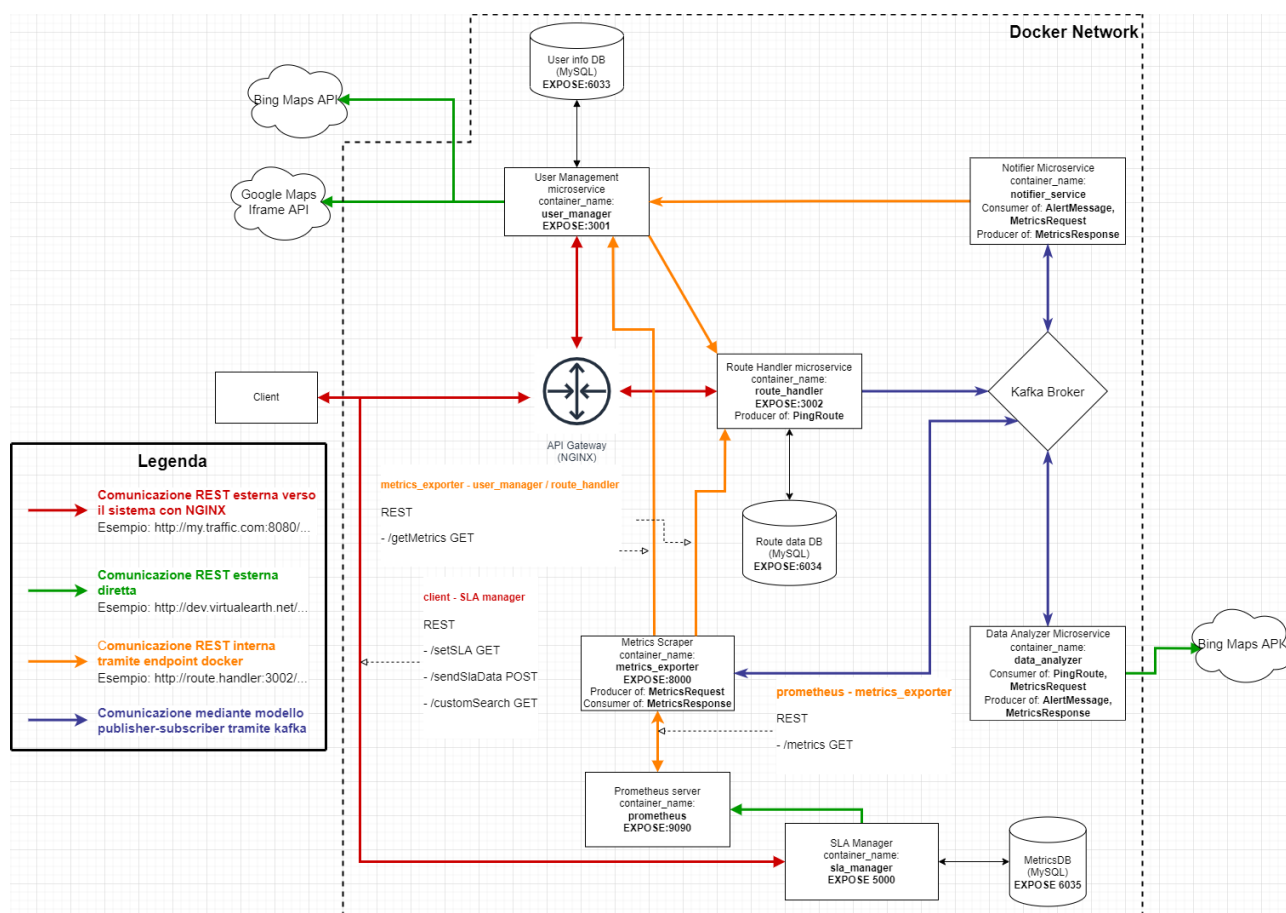 Docker Network
User info DB
(MySQL)
EXPOSE:6033
Bing Maps API
Google Maps
Iframe API
User Management
microservice
container_name:
user_manager
EXPOSE:3001
Notifier Microservice
container_name:
notifier_service
Consumer of: AlertMessage,
MetricsRequest
Producer of: MetricsResponse
Client
API Gateway
(NGINX)
Route Handler microservice
container_name:
route_handler
EXPOSE:3002
Producer of: PingRoute
Kafka Broker
Legenda
Comunicazione REST esterna verso
il sistema con NGINX
Esempio: http://my.traffic.com:8080/...
Comunicazione REST esterna
diretta
Esempio: http://dev.virtualearth.net/...
Comunicazione REST interna
tramite endpoint docker
Esempio: http://route.handler:3002/...
Comunicazione mediante modello
publisher-subscriber tramite kafka
metrics_exporter - user_manager / route_handler
REST
- /getMetrics GET
Route data DB
(MySQL)
EXPOSE:6034
client - SLA manager
REST
- /setSLA GET
- /sendSlaData POST
- /customSearch GET
Metrics Scraper
container_name:
metrics_exporter
EXPOSE:8000
Producer of: MetricsRequest
Consumer of: MetricsResponse
Data Analyzer Microservice
container_name:
data_analyzer
Consumer of: PingRoute,
MetricsRequest
Producer of: AlertMessage,
MetricsResponse
Bing Maps APK
prometheus - metrics_exporter
REST
- /metrics GET
Prometheus server
container_name:
prometheus
EXPOSE:9090
SLA Manager
container_name:
sla_manager
EXPOSE 5000
MetricsDB
(MySQL)
EXPOSE 6035